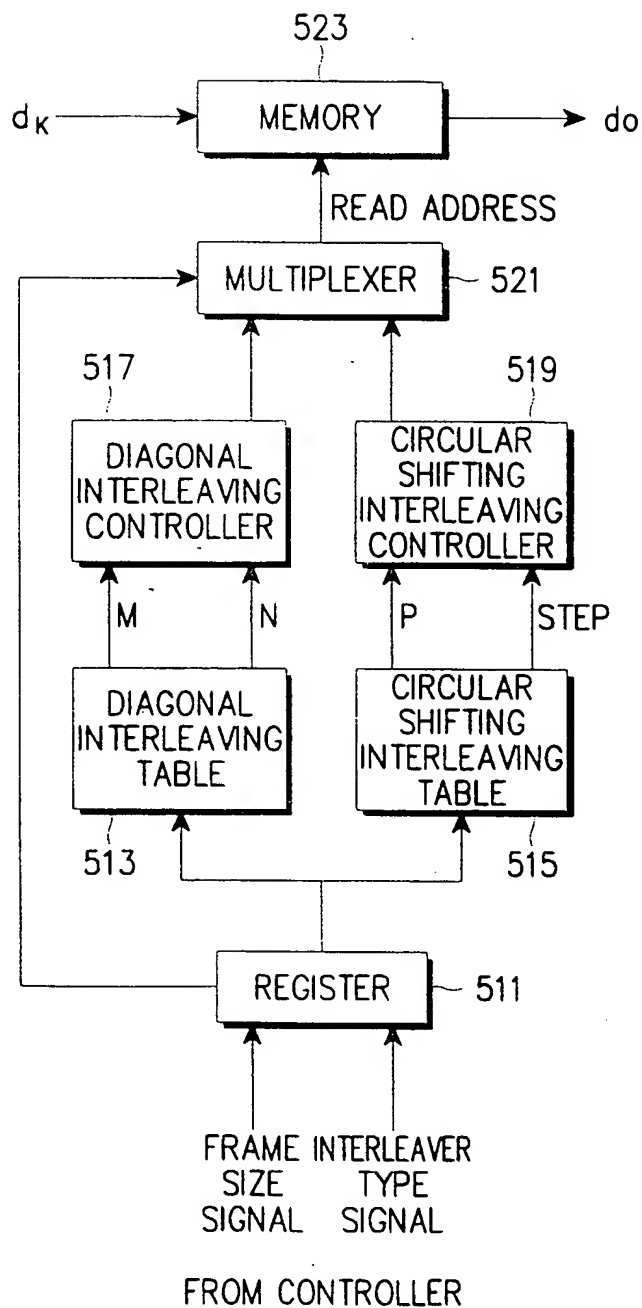 523
dK
MEMORY
do
READ ADDRESS
MULTIPLEXER
521
517
519
DIAGONAL
INTERLEAVING
CONTROLLER
CIRCULAR
SHIFTING
INTERLEAVING
CONTROLLER
M
N
P
STEP
DIAGONAL
INTERLEAVING
TABLE
CIRCULAR
SHIFTING
INTERLEAVING
TABLE
513
515
REGISTER
511
FRAME
SIZE
SIGNAL
INTERLEAVER
TYPE
SIGNAL
FROM CONTROLLER